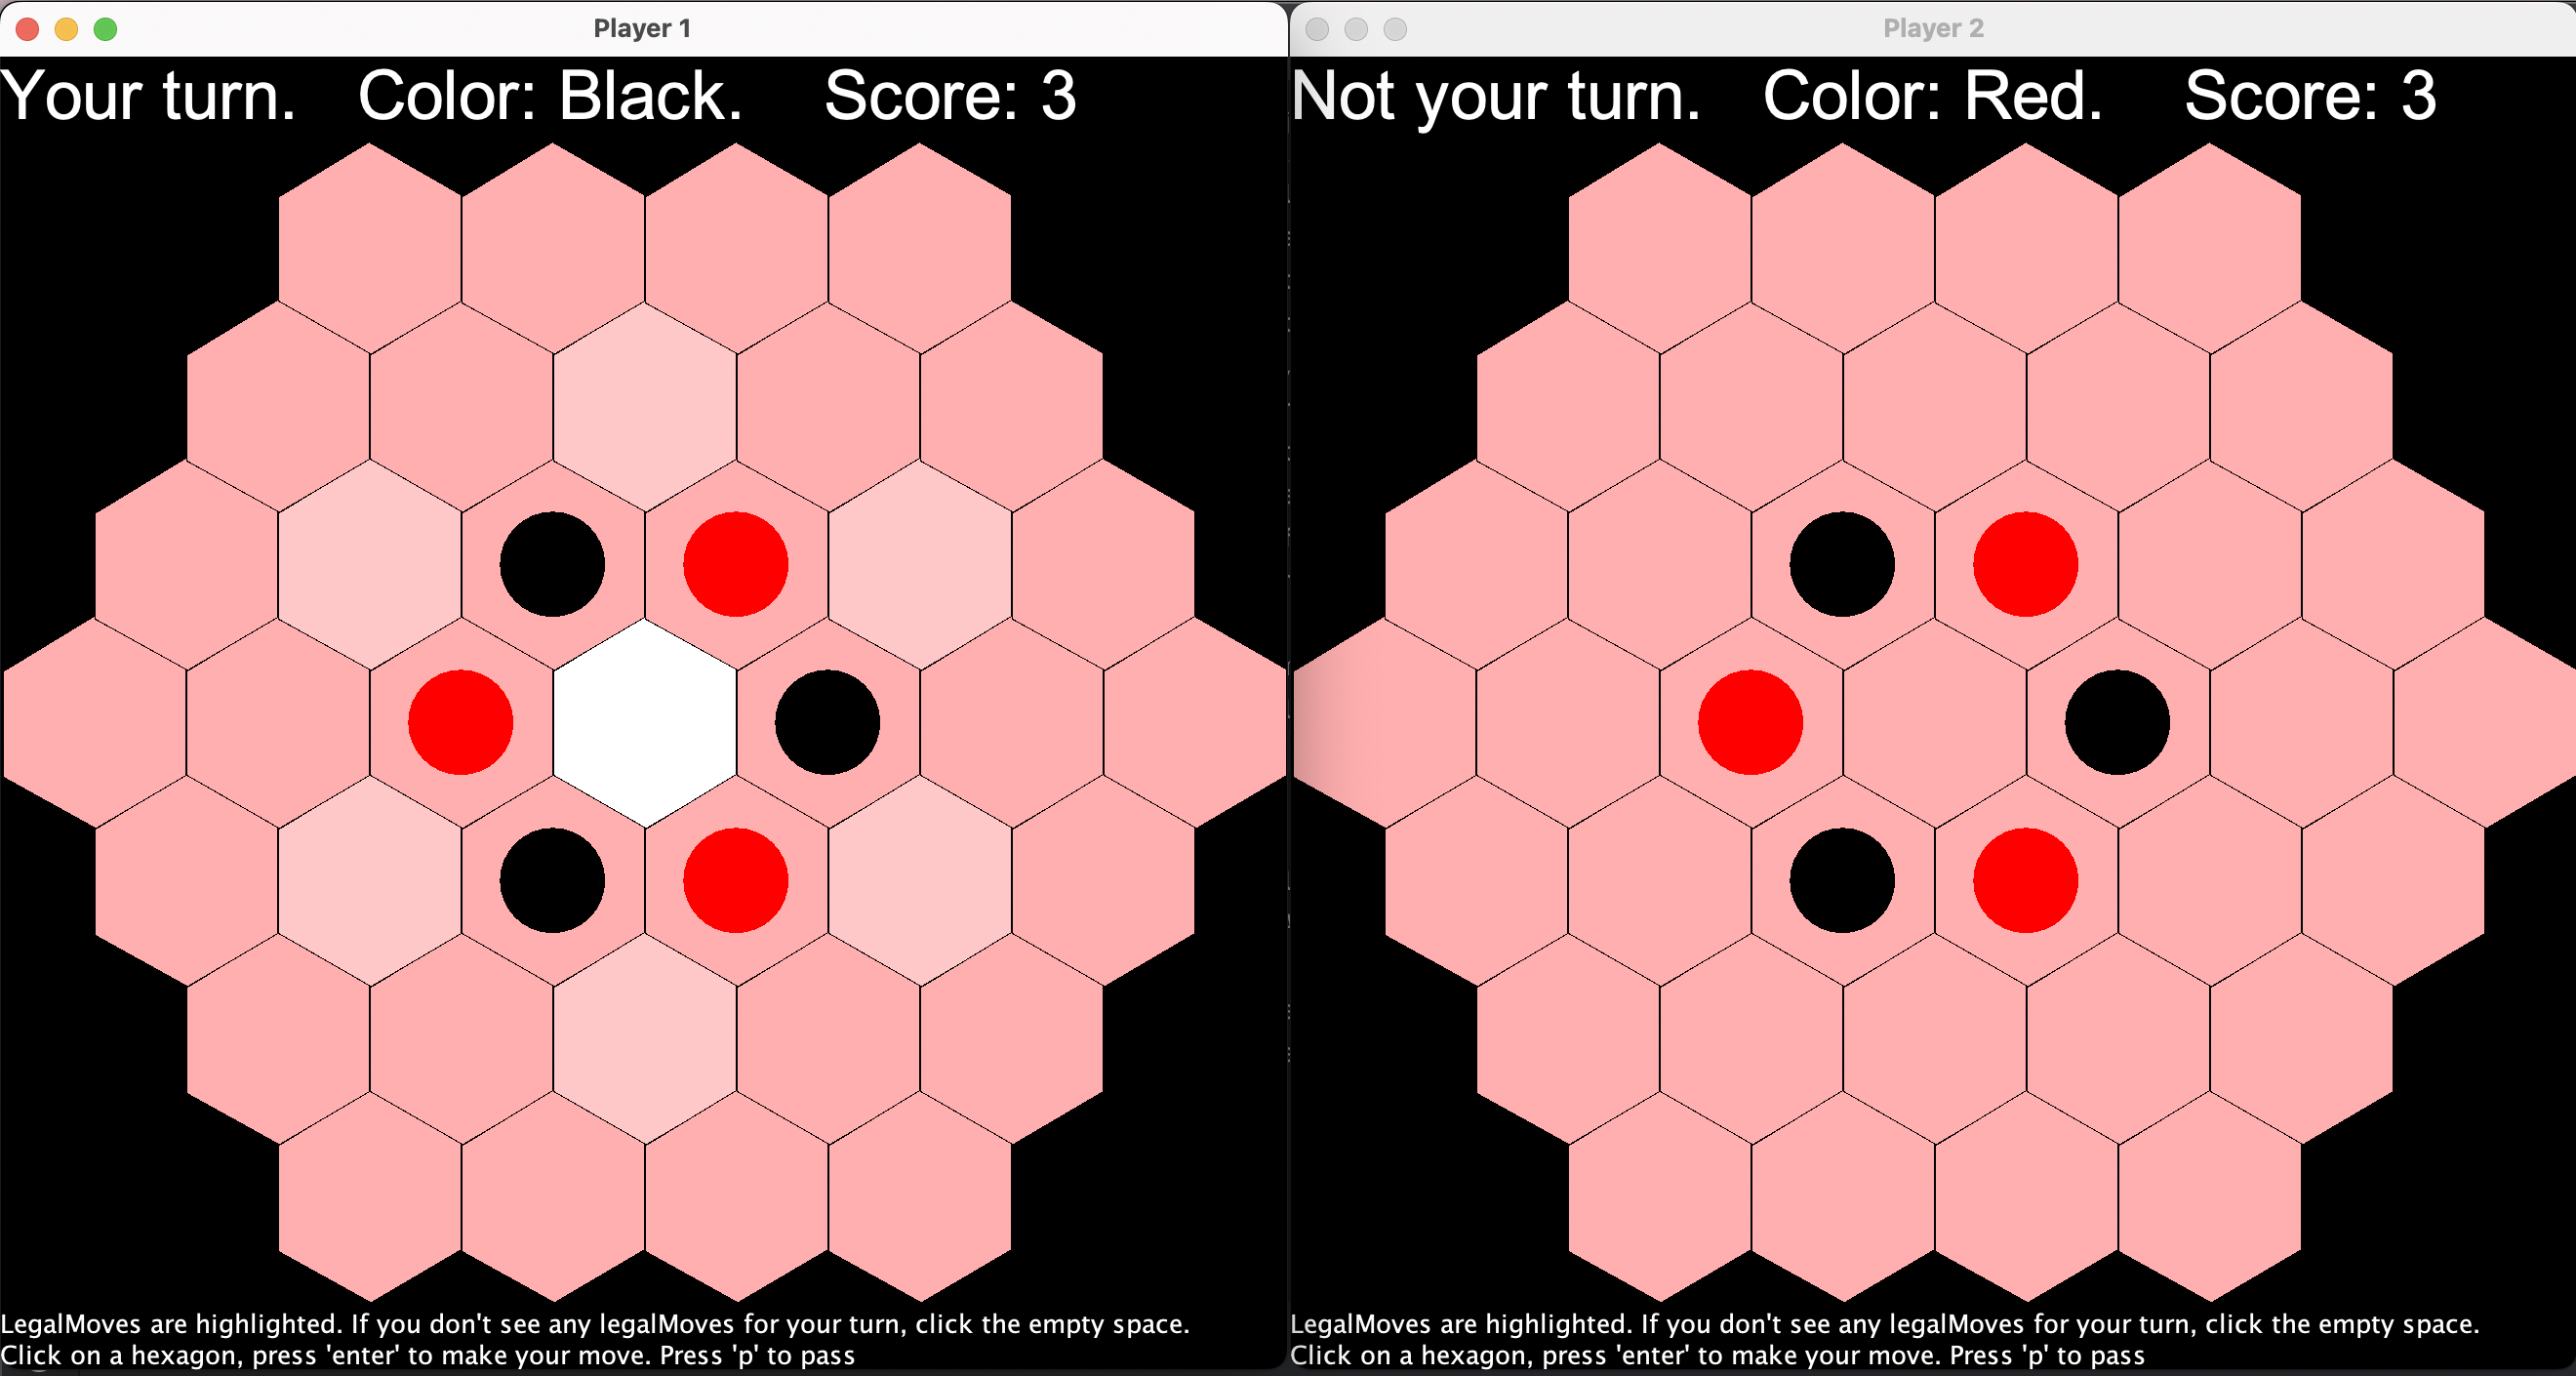 Player 1
Your turn. Color: Black. Score: 3
LegalMoves are highlighted. If you don't see any legalMoves for your turn, click the empty space.
Click on a hexagon, press 'enter' to make your move. Press 'p' to pass
Player 2
Not your turn. Color: Red. Score: 3
LegalMoves are highlighted. If you don't see any legalMoves for your turn, click the empty space.
Click on a hexagon, press 'enter' to make your move. Press 'p' to pass